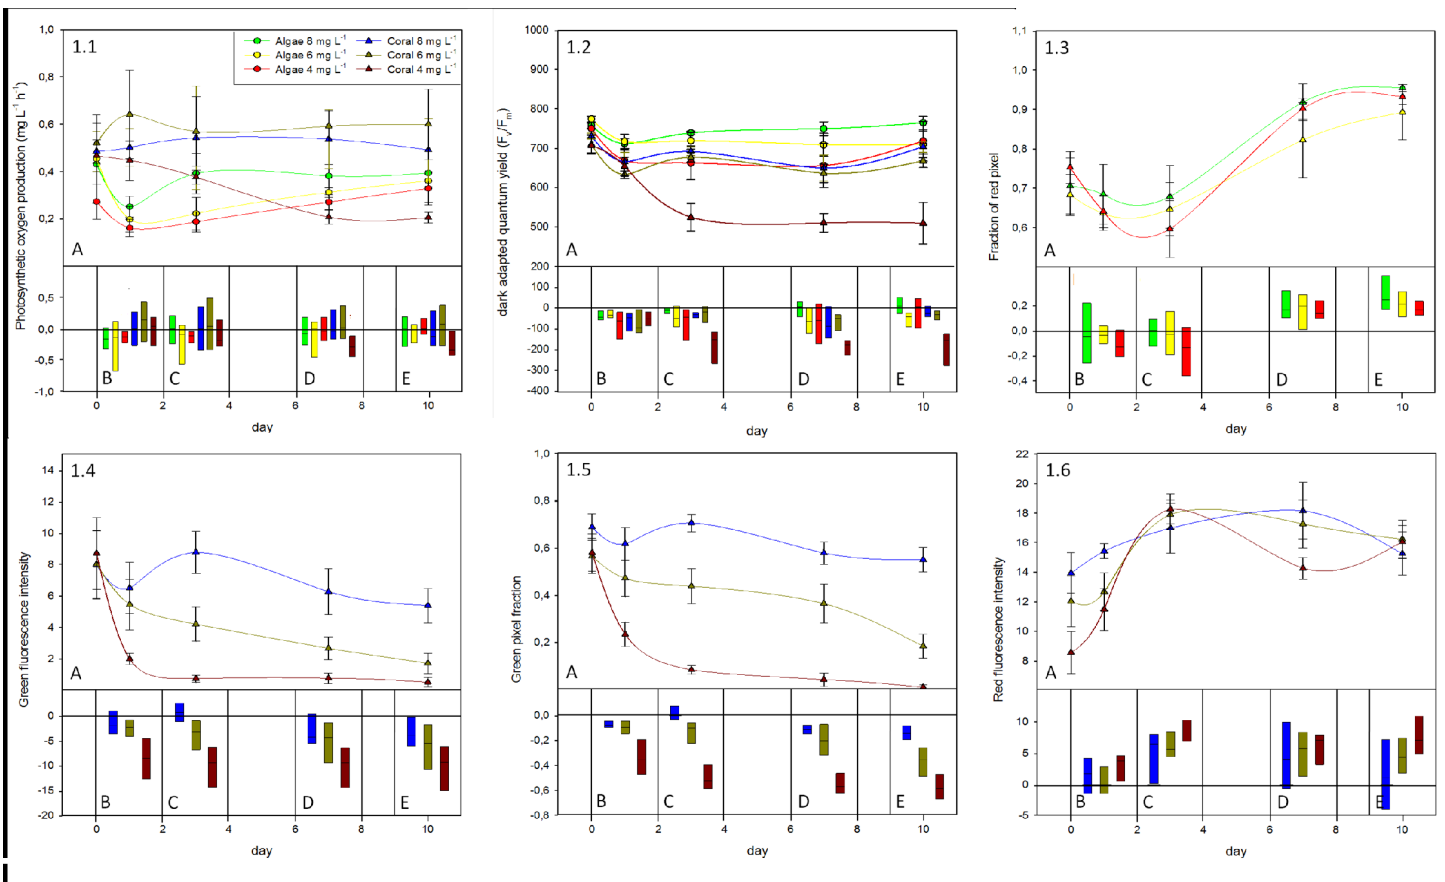 1.1
Algae 8 mg L-1
Coral 8 mg L-1
Algae 6 mg L-1
Coral 6 mg L-1
Algae 4 mg L-1
Coral 4 mg L-1
Photosynthetic oxygen production (mg L-1 h-1)
1,0
0,8
0,6
0,4
0,2
A
0,5
0,0
-0,5
-1,0
B
C
D
E
0
2
4
6
8
10
day
1.2
dark adapted quantum yield (Fv/Fm)
1000
900
800
700
600
500
A
200
100
0
-100
-200
-300
-400
B
C
D
E
0
2
4
6
8
10
day
1.3
Fraction of red pixel
1,1
1,0
0,9
0,8
0,7
0,6
A
0,2
0,0
-0,2
-0,4
B
C
D
E
0
2
4
6
8
10
day
1.4
Green fluorescence intensity
14
12
10
8
6
4
2
A
0
-5
-10
-15
-20
B
C
D
E
0
2
4
6
8
10
day
1.5
Green pixel fraction
1,0
0,8
0,6
0,4
0,2
A
0,0
-0,2
-0,4
-0,6
-0,8
B
C
D
E
0
2
4
6
8
10
day
1.6
Red fluorescence intensity
22
20
18
16
14
12
10
8
A
10
5
0
-5
B
C
D
E
0
2
4
6
8
10
day